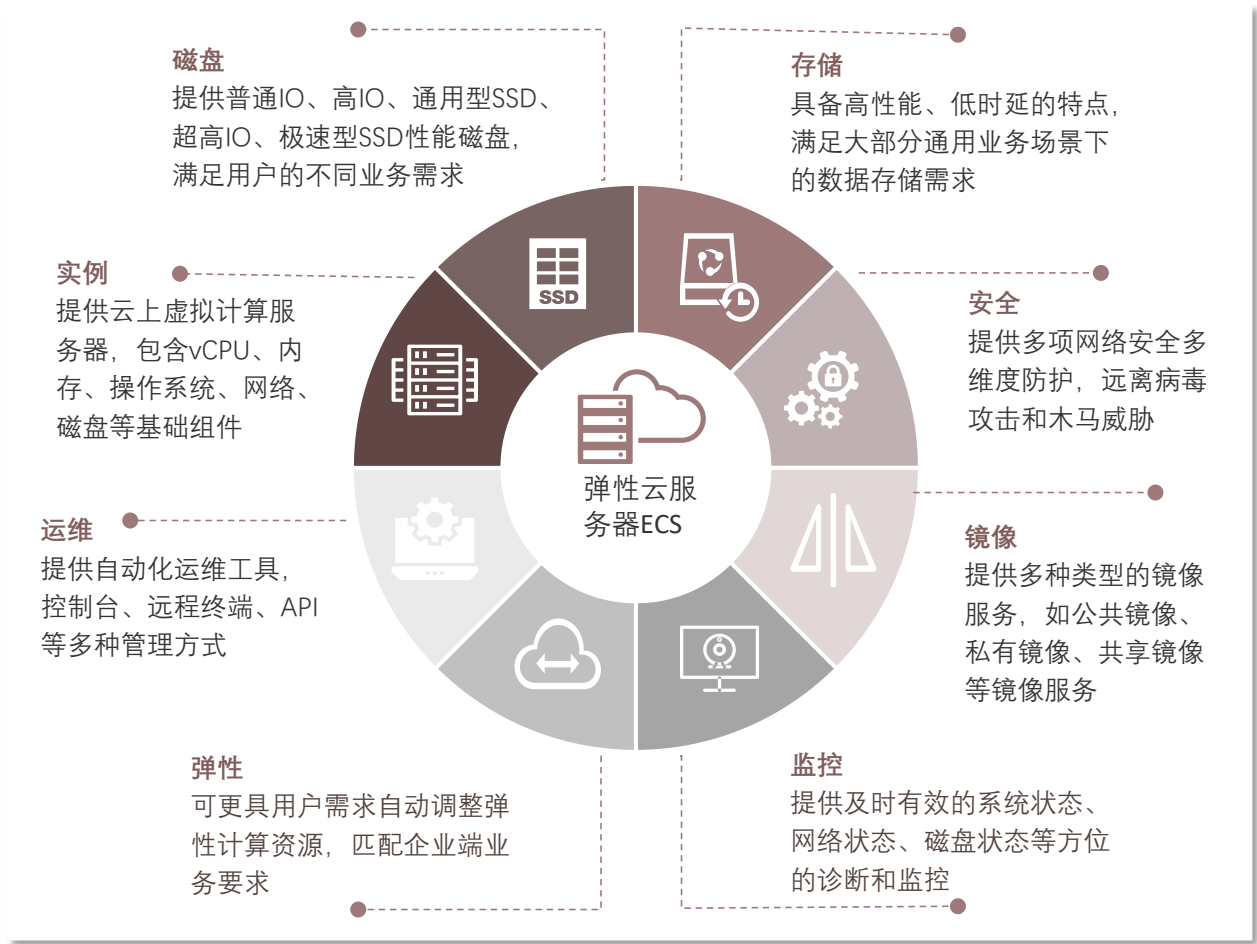 磁盘
提供普通IO、高IO、通用型SSD、
超高IO、极速型SSD性能磁盘,
满足用户的不同业务需求
存储
具备高性能、低时延的特点,
满足大部分通用业务场景下
的数据存储需求
实例
提供云上虚拟计算服
务器，包含vCPU、内
存、操作系统、网络、
磁盘等基础组件
SSD
安全
提供多项网络安全多
维度防护，远离病毒
攻击和木马威胁
弹性云服
务器ECS
运维
提供自动化运维工具,
控制台、远程终端、API
等多种管理方式
镜像
提供多种类型的镜像
服务，如公共镜像、
私有镜像、共享镜像
等镜像服务
弹性
可更具用户需求自动调整弹
性计算资源，匹配企业端业
务要求
监控
提供及时有效的系统状态、
网络状态、磁盘状态等方位
的诊断和监控